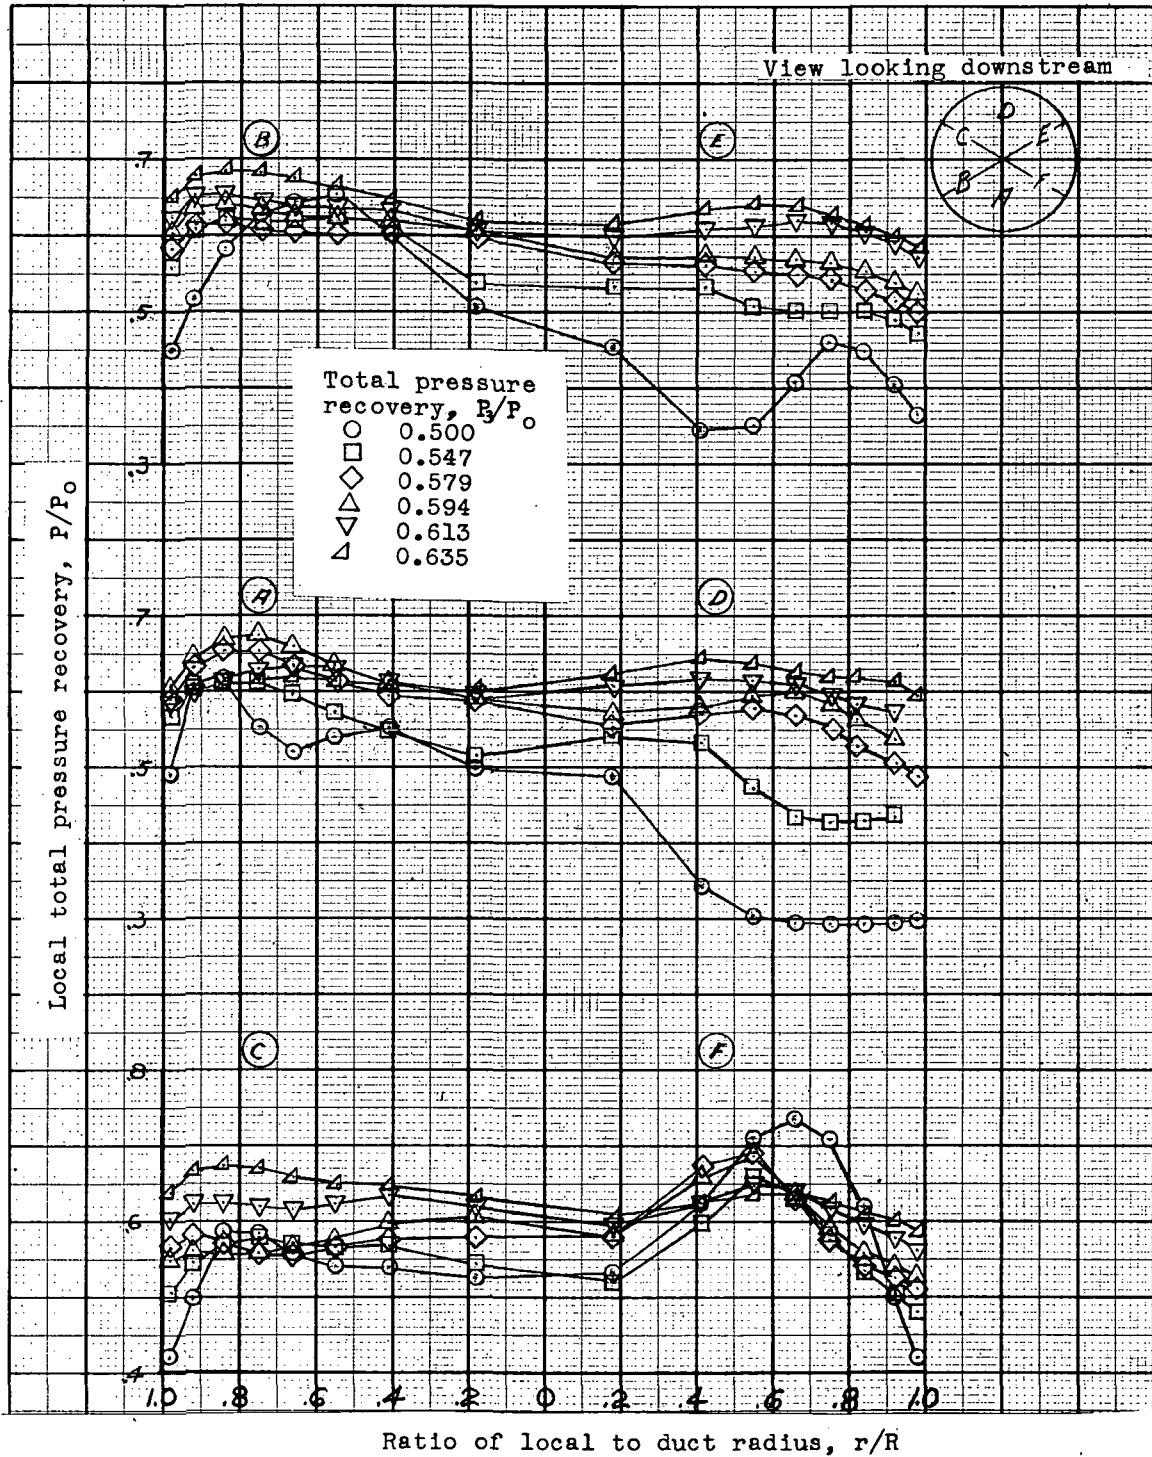 View looking downstream
B
E
D
C
E
B
F
A
.7
.5
.3
Total pressure
recovery, P3/Po
0.500
0.547
0.579
0.594
0.613
0.635
A
D
.7
.5
.3
C
F
.8
.6
.4
1.0 .8 .6 .4 .2 0 .2 .4 .6 .8 1.0
Local total pressure recovery, P/Po
Ratio of local to duct radius, r/R